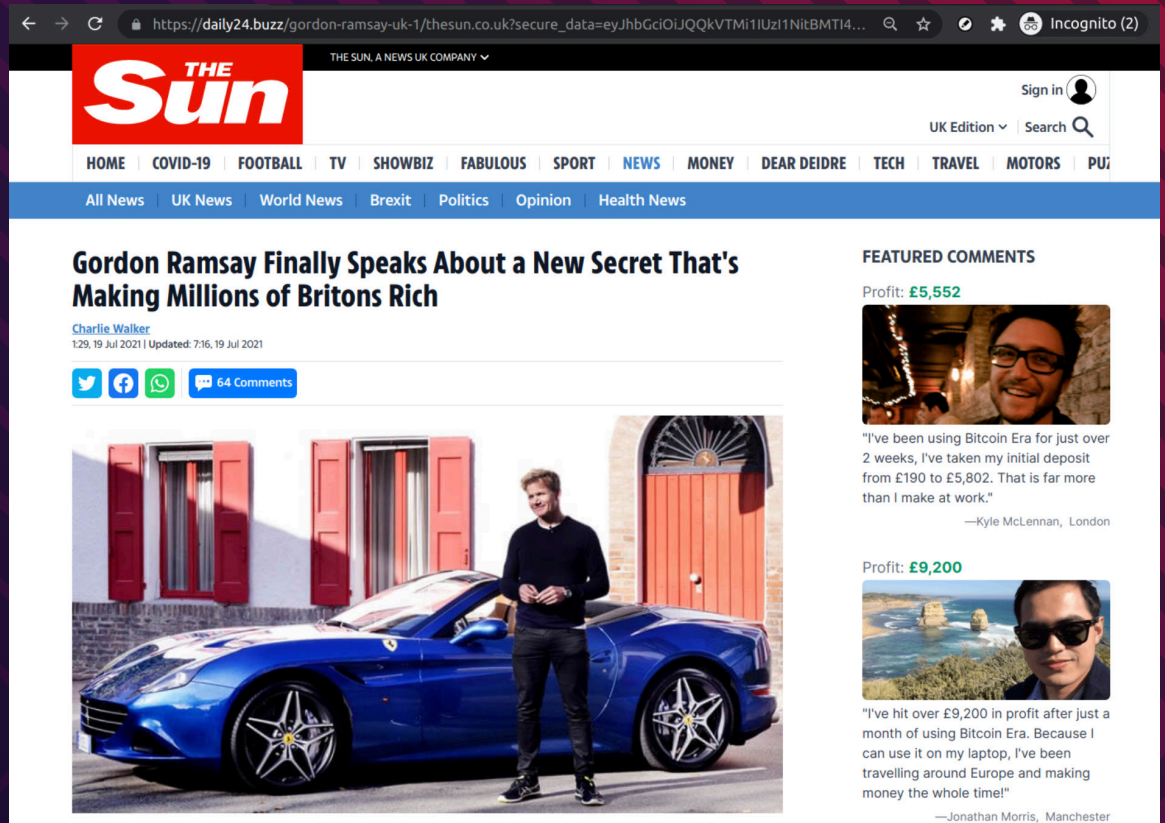 https://daily24.buzz/gordon-ramsay-uk-1/thesun.co.uk?secure_data=eyJhbGciOiJQQkVTMi1IUzI1NitBMTI4...
Incognito (2)
THE SUN, A NEWS UK COMPANY
THE
Sun
Sign in
UK Edition
Search
HOME COVID-19 FOOTBALL TV SHOWBIZ FABULOUS SPORT NEWS MONEY DEAR DEIDRE TECH TRAVEL MOTORS PUZ
All News UK News World News Brexit Politics Opinion Health News
Gordon Ramsay Finally Speaks About a New Secret That's
Making Millions of Britons Rich
Charlie Walker
1:29, 19 Jul 2021 | Updated: 7:16, 19 Jul 2021
64 Comments
FEATURED COMMENTS
Profit: £5,552
"I've been using Bitcoin Era for just over
2 weeks, I've taken my initial deposit
from £190 to £5,802. That is far more
than I make at work."
—Kyle McLennan, London
Profit: £9,200
"I've hit over £9,200 in profit after just a
month of using Bitcoin Era. Because I
can use it on my laptop, I've been
travelling around Europe and making
money the whole time!"
—Jonathan Morris, Manchester